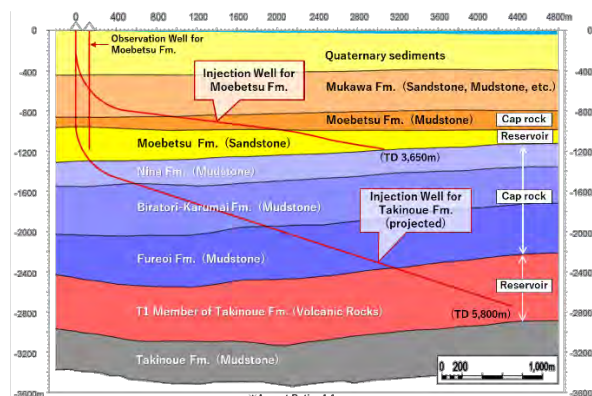 0 400 800 1200 1600 2000 2400 2800 3200 3600 4000 4400 4800m
0
-400
-800
-1200
-1600
-2000
-2400
-2800
-3200
0
-400
-800
-1200
-1600
-2000
-2400
-2800
-3200
Observation Well for
Moebetsu Fm.
Quaternary sediments
Injection Well for
Moebetsu Fm.
Mukawa Fm. (Sandstone, Mudstone, etc.)
Moebetsu Fm. (Mudstone)
Cap rock
Moebetsu Fm. (Sandstone)
Reservoir
(TD 3,650m)
Nina Fm. (Mudstone)
Biratori-Karumai Fm. (Mudstone)
Injection Well for
Takinoue Fm.
(projected)
Cap rock
Fureoi Fm. (Mudstone)
Reservoir
T1 Member of Takinoue Fm. (Volcanic Rocks)
(TD 5,800m)
Takinoue Fm. (Mudstone)
0 200 1,000m